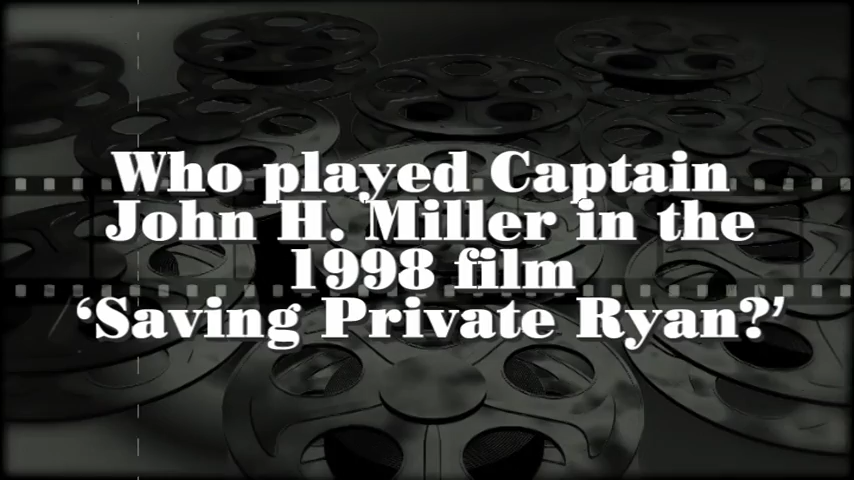 Who played Captain
John H. Miller in the
1998 film
‘Saving Private Ryan?’